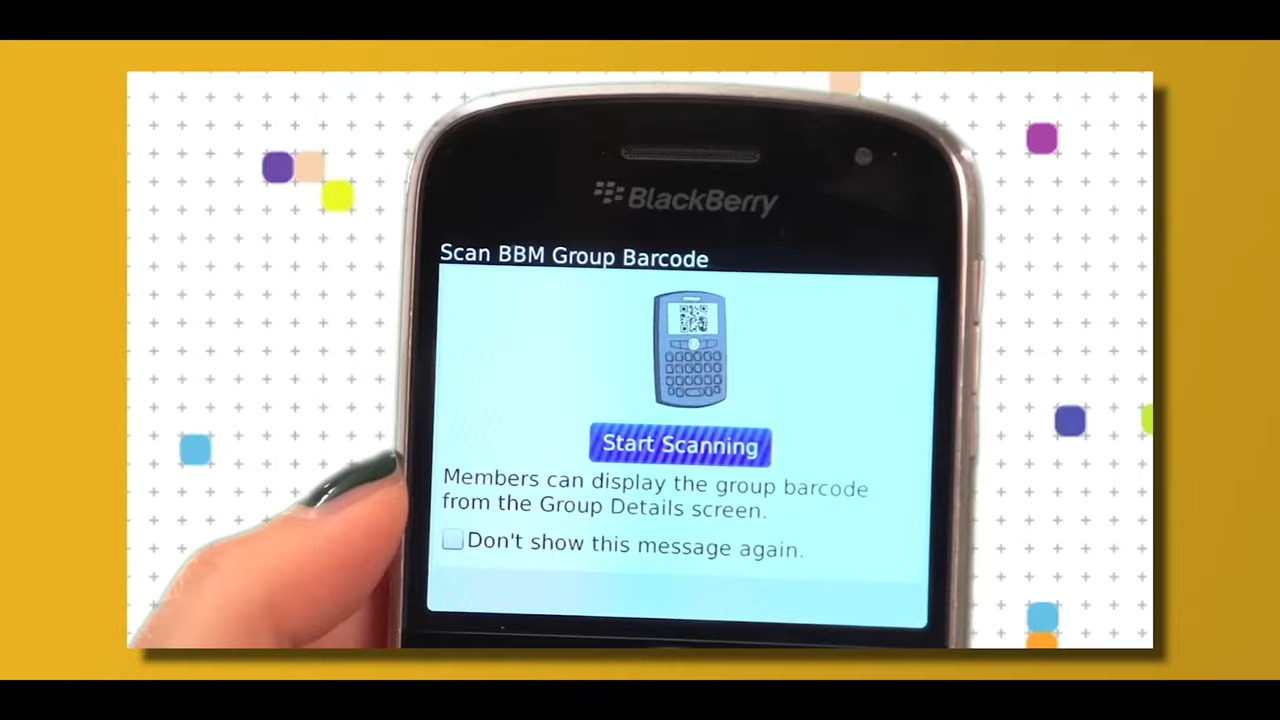 BlackBerry
Scan BBM Group Barcode
Start Scanning
Members can display the group barcode
from the Group Details screen.
Don't show this message again.